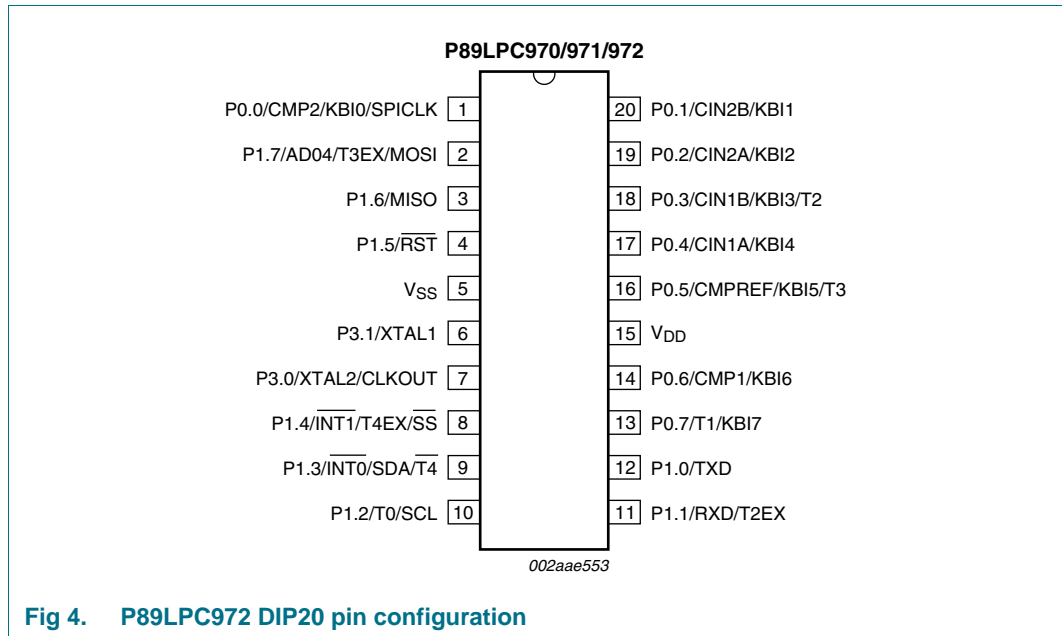 P89LPC970/971/972
P0.0/CMP2/KBI0/SPICLK 1
20 P0.1/CIN2B/KBI1
P1.7/AD04/T3EX/MOSI 2
19 P0.2/CIN2A/KBI2
P1.6/MISO 3
18 P0.3/CIN1B/KBI3/T2
P1.5/R̅S̅T̅ 4
17 P0.4/CIN1A/KBI4
VSS 5
16 P0.5/CMPREF/KBI5/T3
P3.1/XTAL1 6
15 VDD
P3.0/XTAL2/CLKOUT 7
14 P0.6/CMP1/KBI6
P1.4/I̅N̅T̅1̅/T4EX/S̅S̅ 8
13 P0.7/T1/KBI7
P1.3/I̅N̅T̅0̅/SDA/T̅4̅ 9
12 P1.0/TXD
P1.2/T0/SCL 10
11 P1.1/RXD/T2EX
002aae553
Fig 4. P89LPC972 DIP20 pin configuration